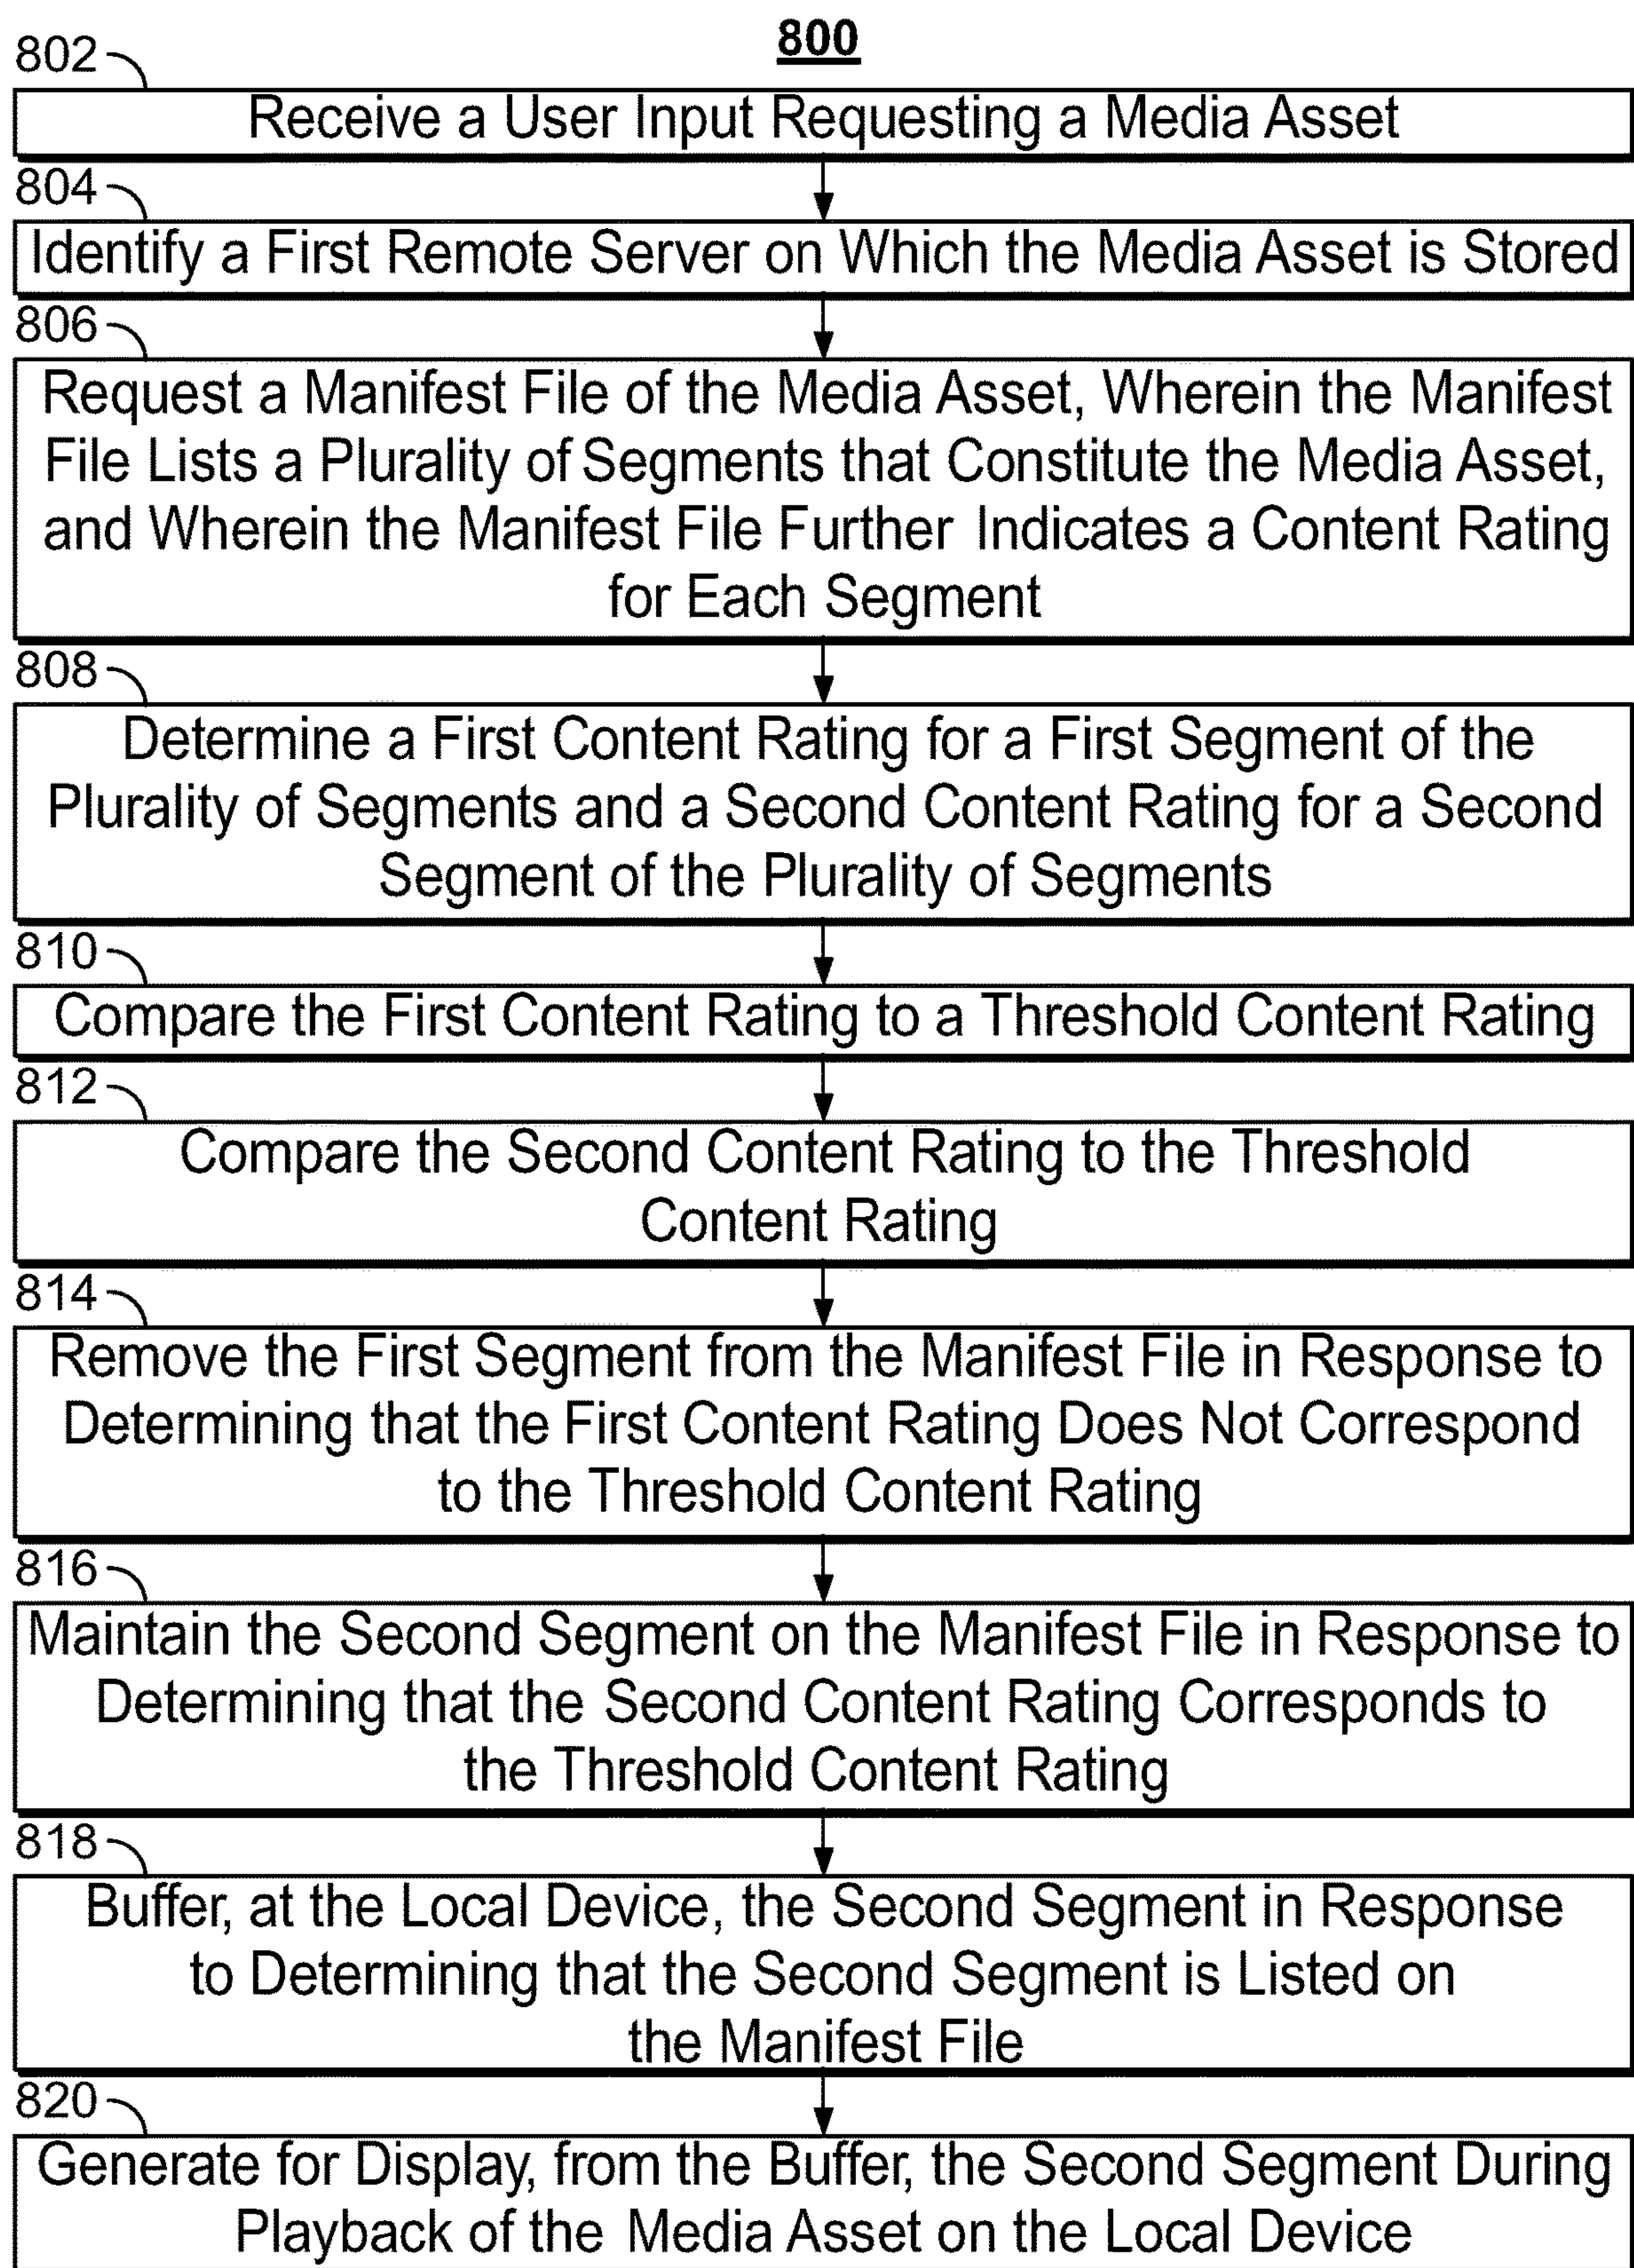 800
802
Receive a User Input Requesting a Media Asset
804
Identify a First Remote Server on Which the Media Asset is Stored
806
Request a Manifest File of the Media Asset, Wherein the Manifest
File Lists a Plurality of Segments that Constitute the Media Asset,
and Wherein the Manifest File Further Indicates a Content Rating
for Each Segment
808
Determine a First Content Rating for a First Segment of the
Plurality of Segments and a Second Content Rating for a Second
Segment of the Plurality of Segments
810
Compare the First Content Rating to a Threshold Content Rating
812
Compare the Second Content Rating to the Threshold
Content Rating
814
Remove the First Segment from the Manifest File in Response to
Determining that the First Content Rating Does Not Correspond
to the Threshold Content Rating
816
Maintain the Second Segment on the Manifest File in Response to
Determining that the Second Content Rating Corresponds to
the Threshold Content Rating
818
Buffer, at the Local Device, the Second Segment in Response
to Determining that the Second Segment is Listed on
the Manifest File
820
Generate for Display, from the Buffer, the Second Segment During
Playback of the Media Asset on the Local Device